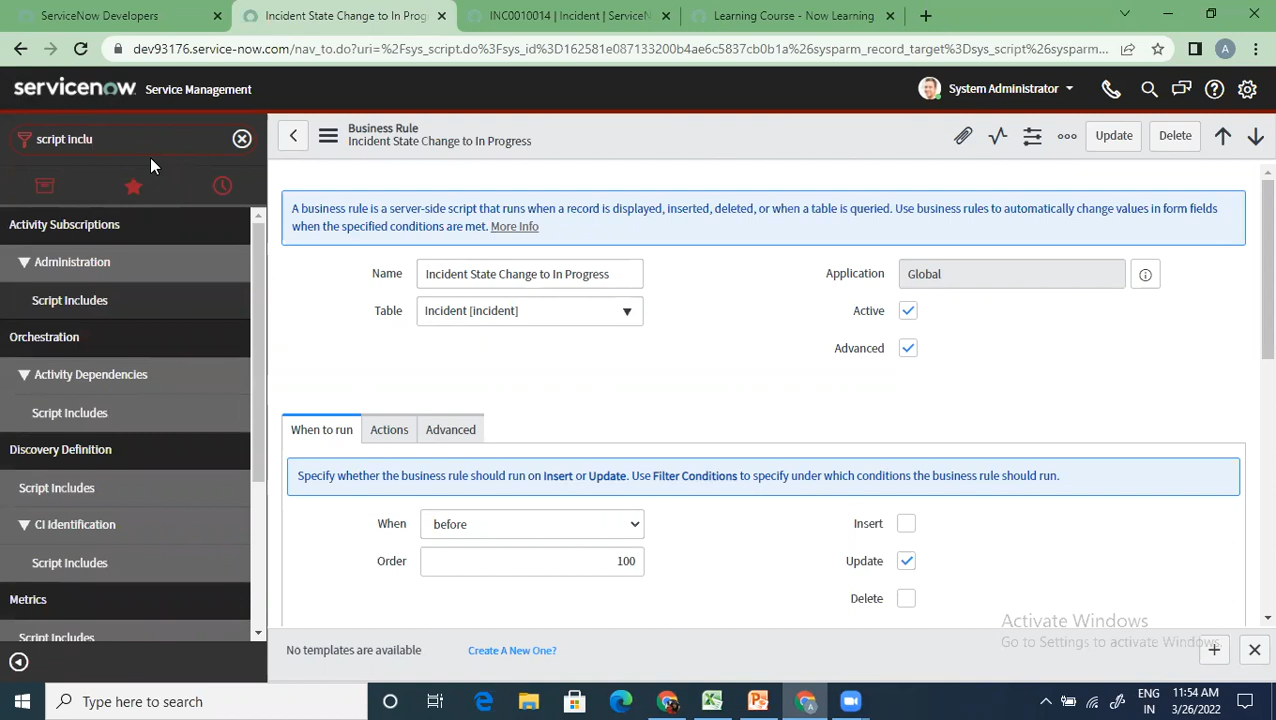 ServiceNow Developers
Incident State Change to In Progress
INC0010014 | Incident | ServiceN
Learning Course - Now Learning
dev93176.service-now.com/nav_to.do?uri=%2Fsys_script.do%3Fsys_id%3D162581e087133200b4ae6c5837cb0b1a%26sysparm_record_target%3Dsys_script%26sysparm...
A
servicenow Service Management
System Administrator
script inclu
Business Rule
Incident State Change to In Progress
Update
Delete
Activity Subscriptions
Administration
Script Includes
Orchestration
Activity Dependencies
Script Includes
Discovery Definition
Script Includes
CI Identification
Script Includes
Metrics
Script Includes
A business rule is a server-side script that runs when a record is displayed, inserted, deleted, or when a table is queried. Use business rules to automatically change values in form fields
when the specified conditions are met. More Info
Name Incident State Change to In Progress
Application Global
Table Incident [incident]
Active
Advanced
When to run Actions Advanced
Specify whether the business rule should run on Insert or Update. Use Filter Conditions to specify under which conditions the business rule should run.
When before
Insert
Order 100
Update
Delete
Activate Windows
Go to Settings to activate Windows.
No templates are available Create A New One?
Type here to search
ENG
IN
11:54 AM
3/26/2022